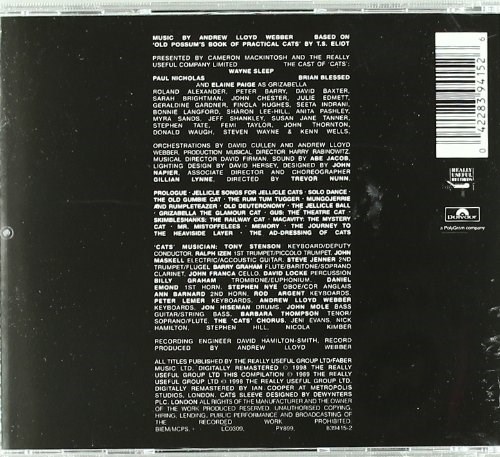 MUSIC BY ANDREW LLOYD WEBBER BASED ON
'OLD POSSUM'S BOOK OF PRACTICAL CATS' BY T.S. ELIOT
PRESENTED BY CAMERON MACKINTOSH AND THE REALLY
USEFUL COMPANY LIMITED THE CAST OF 'CATS':
WAYNE SLEEP
PAUL NICHOLAS BRIAN BLESSED
AND ELAINE PAIGE AS GRIZABELLA
ROLAND ALEXANDER, PETER BARRY, DAVID BAXTER,
SARAH BRIGHTMAN, JOHN CHESTER, JULIE EDMETT,
GERALDINE GARDNER, FINOLA HUGHES, SEETA INDRANI,
BONNIE LANGFORD, SHARON LEE-HILL, ANITA PASHLEY,
MYRA SANDS, JEFF SHANKLEY, SUSAN JANE TANNER,
STEPHEN TATE, FEMI TAYLOR, JOHN THORNTON,
DONALD WAUGH, STEVEN WAYNE & KENN WELLS.
ORCHESTRATIONS BY DAVID CULLEN AND ANDREW LLOYD
WEBBER, PRODUCTION MUSICAL DIRECTOR HARRY RABINOWITZ,
MUSICAL DIRECTOR DAVID FIRMAN, SOUND BY ABE JACOB,
LIGHTING DESIGN BY DAVID HERSEY, DESIGNED BY JOHN
NAPIER, ASSOCIATE DIRECTOR AND CHOREOGRAPHER
GILLIAN LYNNE. DIRECTED BY TREVOR NUNN.
PROLOGUE · JELLICLE SONGS FOR JELLICLE CATS · SOLO DANCE ·
THE OLD GUMBIE CAT · THE RUM TUM TUGGER · MUNGOJERRIE
AND RUMPLETEAZER · OLD DEUTERONOMY · THE JELLICLE BALL
· GRIZABELLA THE GLAMOUR CAT · GUS: THE THEATRE CAT ·
SKIMBLESHANKS: THE RAILWAY CAT · MACAVITY: THE MYSTERY
CAT · MR. MISTOFFELEES · MEMORY · THE JOURNEY TO
THE HEAVISIDE LAYER · THE AD-DRESSING OF CATS
'CATS' MUSICIAN: TONY STENSON KEYBOARD/DEPUTY
CONDUCTOR, RALPH IZEN 1ST TRUMPET/PICCOLO TRUMPET, JOHN
MASKELL ELECTRIC/ACCOUSTIC GUITAR, STEVE JENNER 2ND
TRUMPET/FLUGEL, BARRY GRAHAM FLUTE/BARITONE/SOPRANO
CLARINET, JOHN FRANCA CELLO, DAVID LOCKE PERCUSSION
BILLY GRAHAM TROMBONE/EUPHONIUM, DANIEL
EMOND 1ST HORN, STEPHEN NYE OBOE/COR ANGLAIS
ANN BARNARD 2ND HORN, ROD ARGENT KEYBOARDS,
PETER LEMER KEYBOARDS, ANDREW LLOYD WEBBER
KEYBOARDS, JON HISEMAN DRUMS, JOHN MOLE BASS
GUITAR/STRING BASS, BARBARA THOMPSON TENOR/
SOPRANO/FLUTE. THE 'CATS' CHORUS, JENI EVANS, NICK
HAMILTON, STEPHEN HILL, NICOLA KIMBER
RECORDING ENGINEER DAVID HAMILTON-SMITH, RECORD
PRODUCED BY ANDREW LLOYD WEBBER
ALL TITLES PUBLISHED BY THE REALLY USEFUL GROUP LTD/FABER
MUSIC LTD. DIGITALLY REMASTERED ℗ 1998 THE REALLY
USEFUL GROUP LTD THIS COMPILATION ℗ 1989 THE REALLY
USEFUL GROUP LTD © 1998 THE REALLY USEFUL GROUP LTD.
DIGITALLY REMASTERED BY IAN COOPER AT METROPOLIS
STUDIOS, LONDON. CATS SLEEVE DESIGNED BY DEWYNTERS
PLC. LONDON ALL RIGHTS OF THE MANUFACTURER AND THE OWNER
OF THE WORK PRODUCED RESERVED. UNAUTHORISED COPYING,
HIRING, LENDING, PUBLIC PERFORMANCE AND BROADCASTING OF
THE RECORDED WORK PROHIBITED.
BIEM/MCPS. LC0309. PY899 839415-2
0 42283 94152 6
REALLY
USEFUL
RECORDS
polydor
a PolyGram company